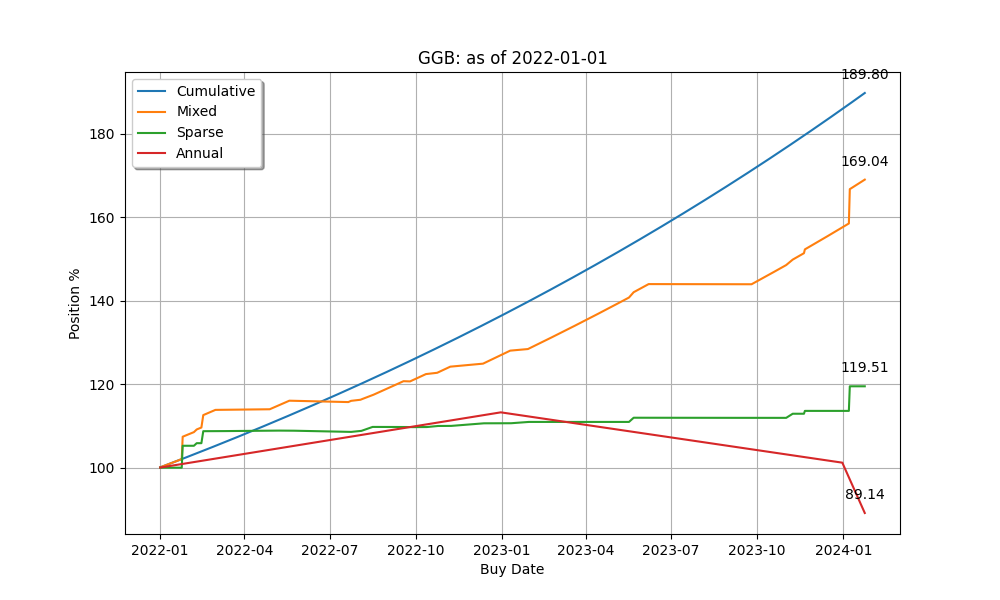 GGB: as of 2022-01-01
Cumulative
Mixed
Sparse
Annual
189.80
169.04
119.51
89.14
180
160
140
120
100
Position %
2022-01
2022-04
2022-07
2022-10
2023-01
2023-04
2023-07
2023-10
2024-01
Buy Date